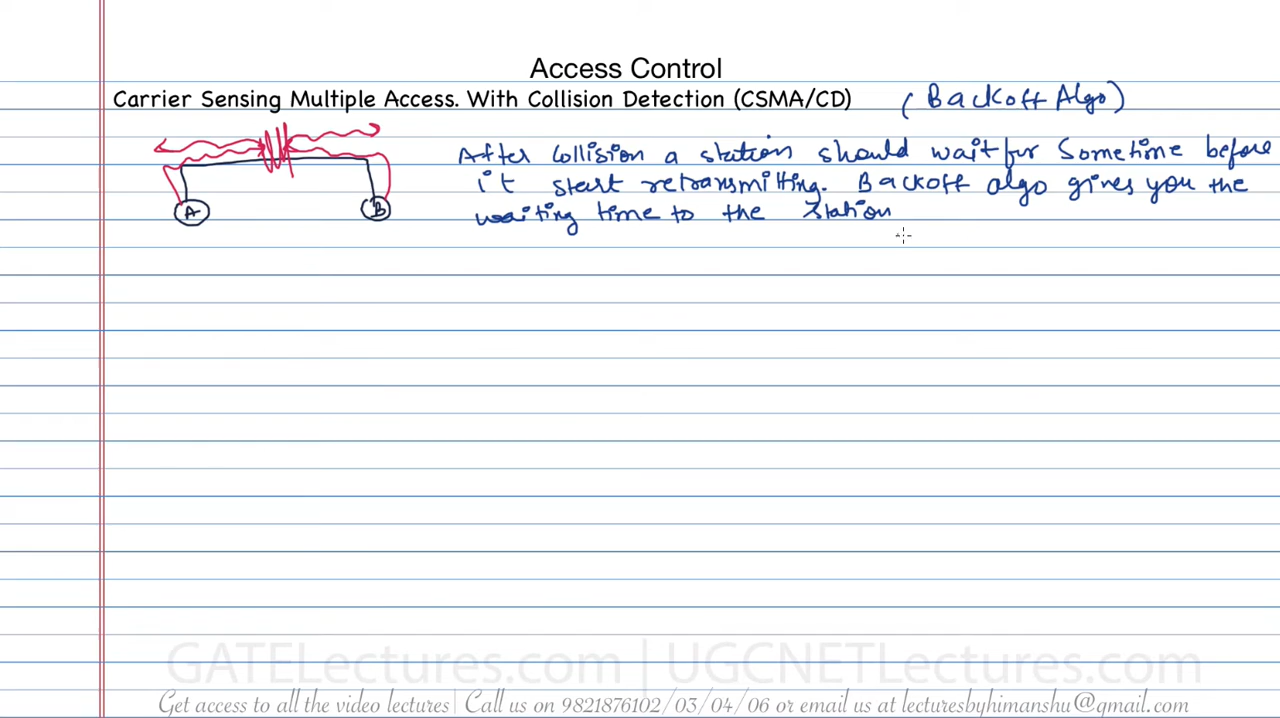 Access Control
Carrier Sensing Multiple Access. With Collision Detection (CSMA/CD) (Backoff Algo)
After Collision a station should wait for Sometime before
it start retransmitting. Backoff algo gives you the
waiting time to the station
A B
GATELectures.com | UGCNETLectures.com
Get access to all the video lectures | Call us on 9821876102/03/04/06 or email us at lecturesbyhimanshu@gmail.com